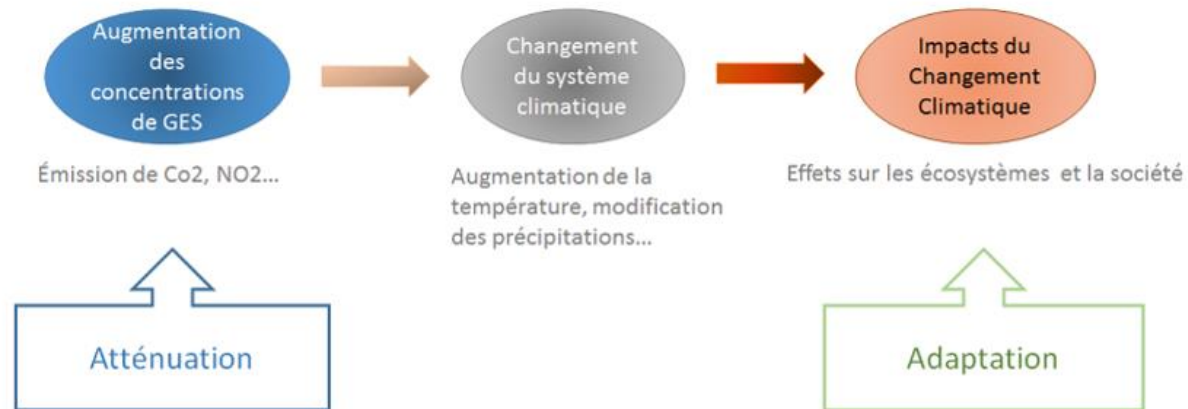 Augmentation
des
concentrations
de GES
Changement
du système
climatique
Impacts du
Changement
Climatique
Émission de Co2, NO2...
Augmentation de la
température, modification
des précipitations...
Effets sur les écosystèmes et la société
Atténuation
Adaptation